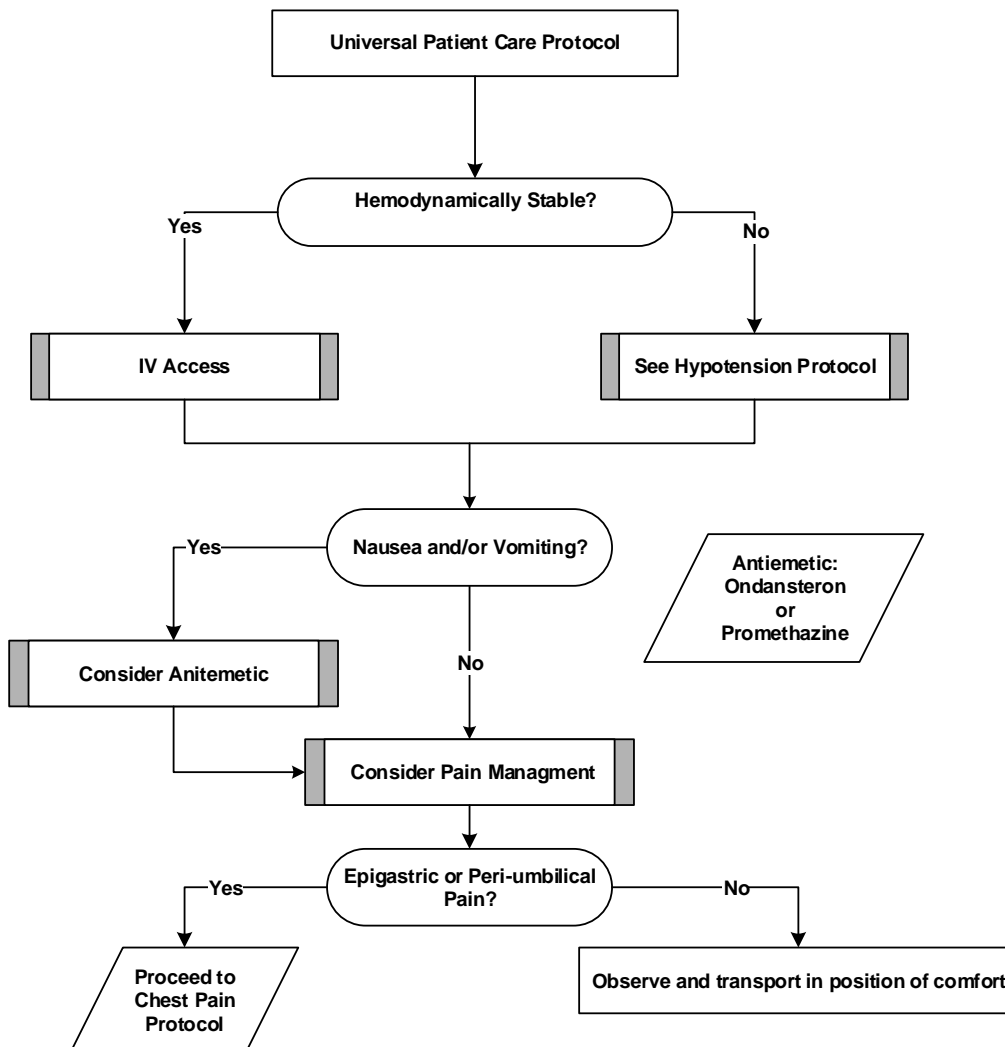 Universal Patient Care Protocol
Hemodynamically Stable?
Yes
No
IV Access
See Hypotension Protocol
Nausea and/or Vomiting?
Yes
Antiemetic:
Ondansteron
or
Promethazine
No
Consider Anitemetic
Consider Pain Managment
Epigastric or Peri-umbilical
Pain?
Yes
No
Proceed to
Chest Pain
Protocol
Observe and transport in position of comfort